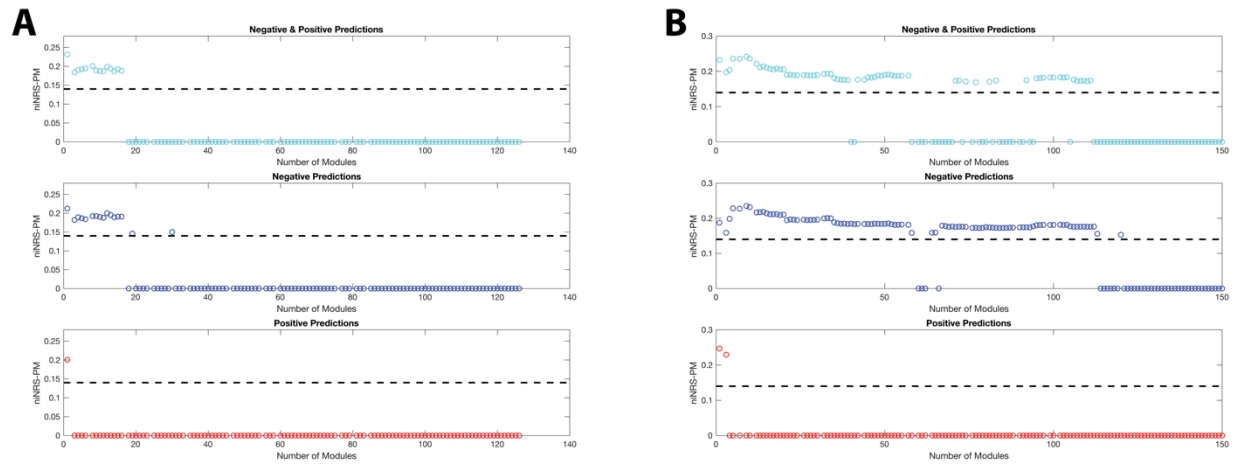 A
Negative & Positive Predictions
niNRS-PM
0.25
0.2
0.15
0.1
0.05
0
0 20 40 60 80 100 120 140
Number of Modules
Negative Predictions
niNRS-PM
0.25
0.2
0.15
0.1
0.05
0
0 20 40 60 80 100 120 140
Number of Modules
Positive Predictions
niNRS-PM
0.25
0.2
0.15
0.1
0.05
0
0 20 40 60 80 100 120 140
Number of Modules
B
Negative & Positive Predictions
niNRS-PM
0.3
0.2
0.1
0
0 50 100 150
Number of Modules
Negative Predictions
niNRS-PM
0.3
0.2
0.1
0
0 50 100 150
Number of Modules
Positive Predictions
niNRS-PM
0.3
0.2
0.1
0
0 50 100 150
Number of Modules